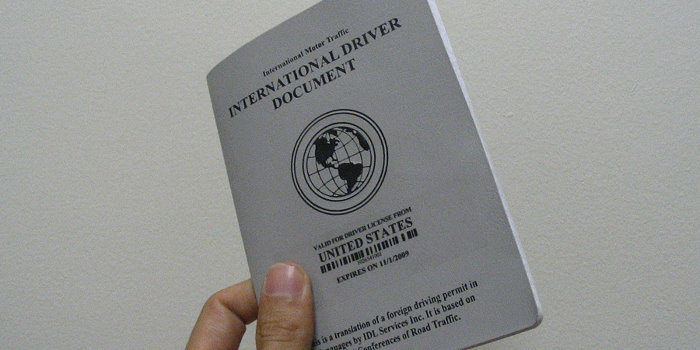 International Motor Traffic
INTERNATIONAL DRIVER
DOCUMENT
VALID FOR DRIVER LICENSE FROM
UNITED STATES
EXPIRES ON 11/1/2009
is is a translation of a foreign driving permit in
anguages by IDL Services Inc. It is based on
Conferences of Road Traffic.